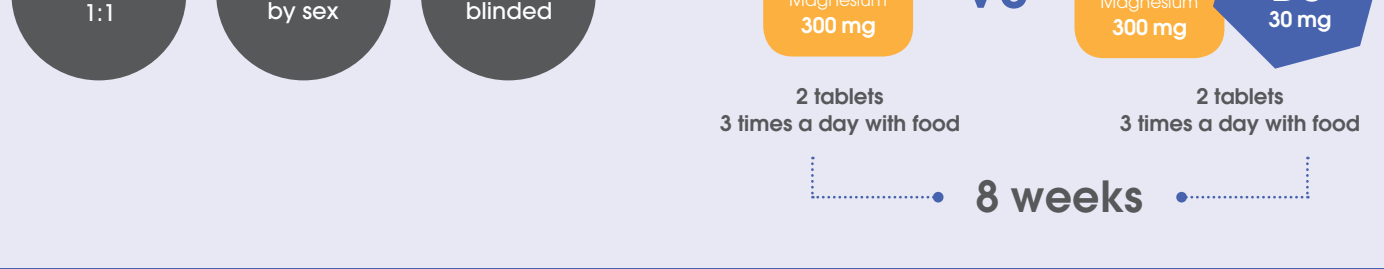 1:1
by sex
blinded
Magnesium
300 mg
vs
Magnesium
300 mg
30 mg
2 tablets
3 times a day with food
2 tablets
3 times a day with food
8 weeks